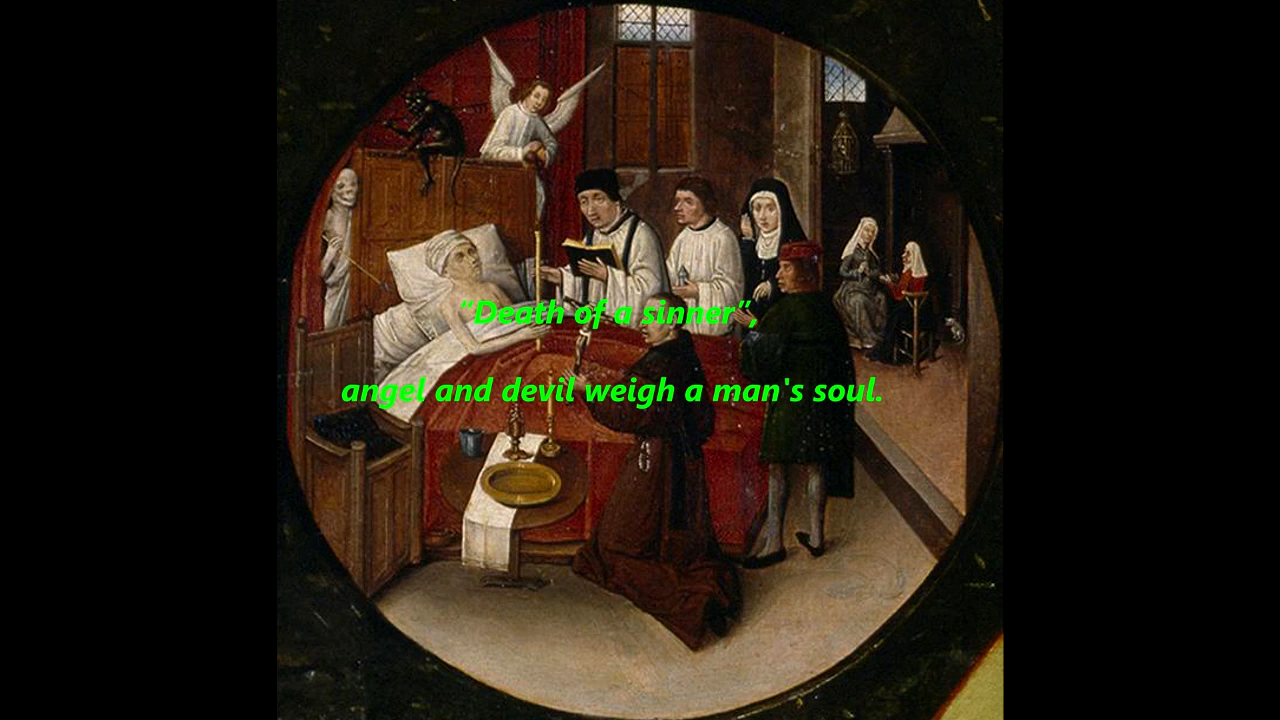 “Death of a sinner”,
angel and devil weigh a man's soul.